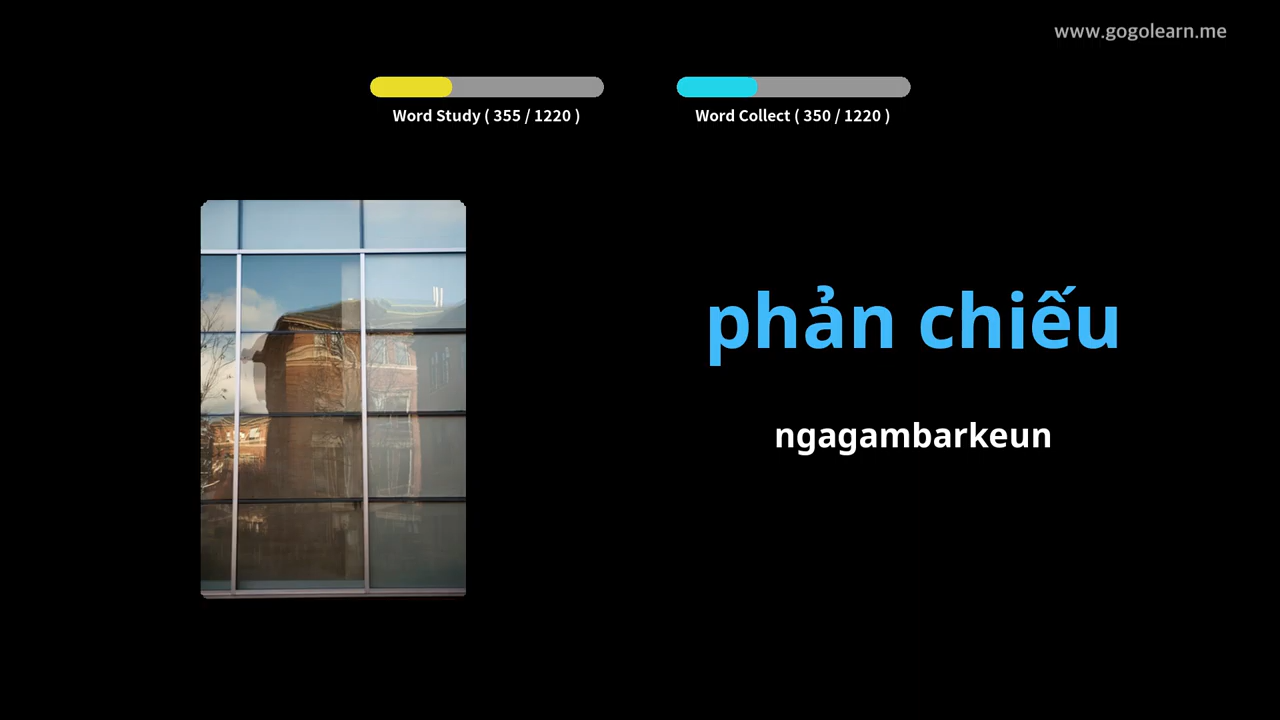 www.gogolearn.me
Word Study ( 355 / 1220 )
Word Collect ( 350 / 1220 )
phản chiếu
ngagambarkeun